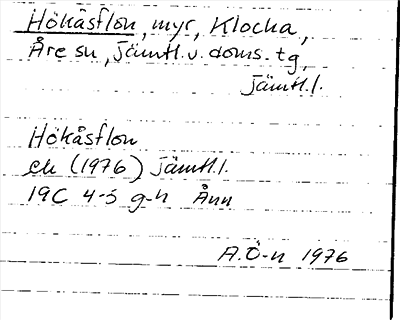 Hökåsflon, myr, Klocka,
Åre sn, Jämtl. v. doms. tg,
Jämtl. l.
Hökåsflon
ek (1976) Jämtl. l.
19C 4-5 g-h Ånn
A.Ö-n 1976